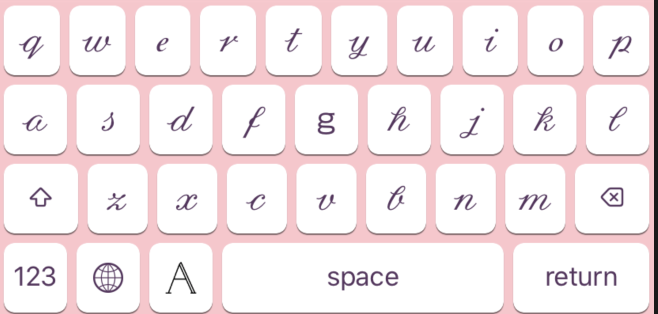 𝓆 𝓌 ℯ 𝓇 𝓉 𝓎 𝓊 𝒾 ℴ 𝓅
𝒶 𝓈 𝒹 𝒻 g 𝒽 𝒿 𝓀 ℓ
𝓏 𝓍 𝒸 𝓋 𝒷 𝓃 𝓂
123 𝔸 space return